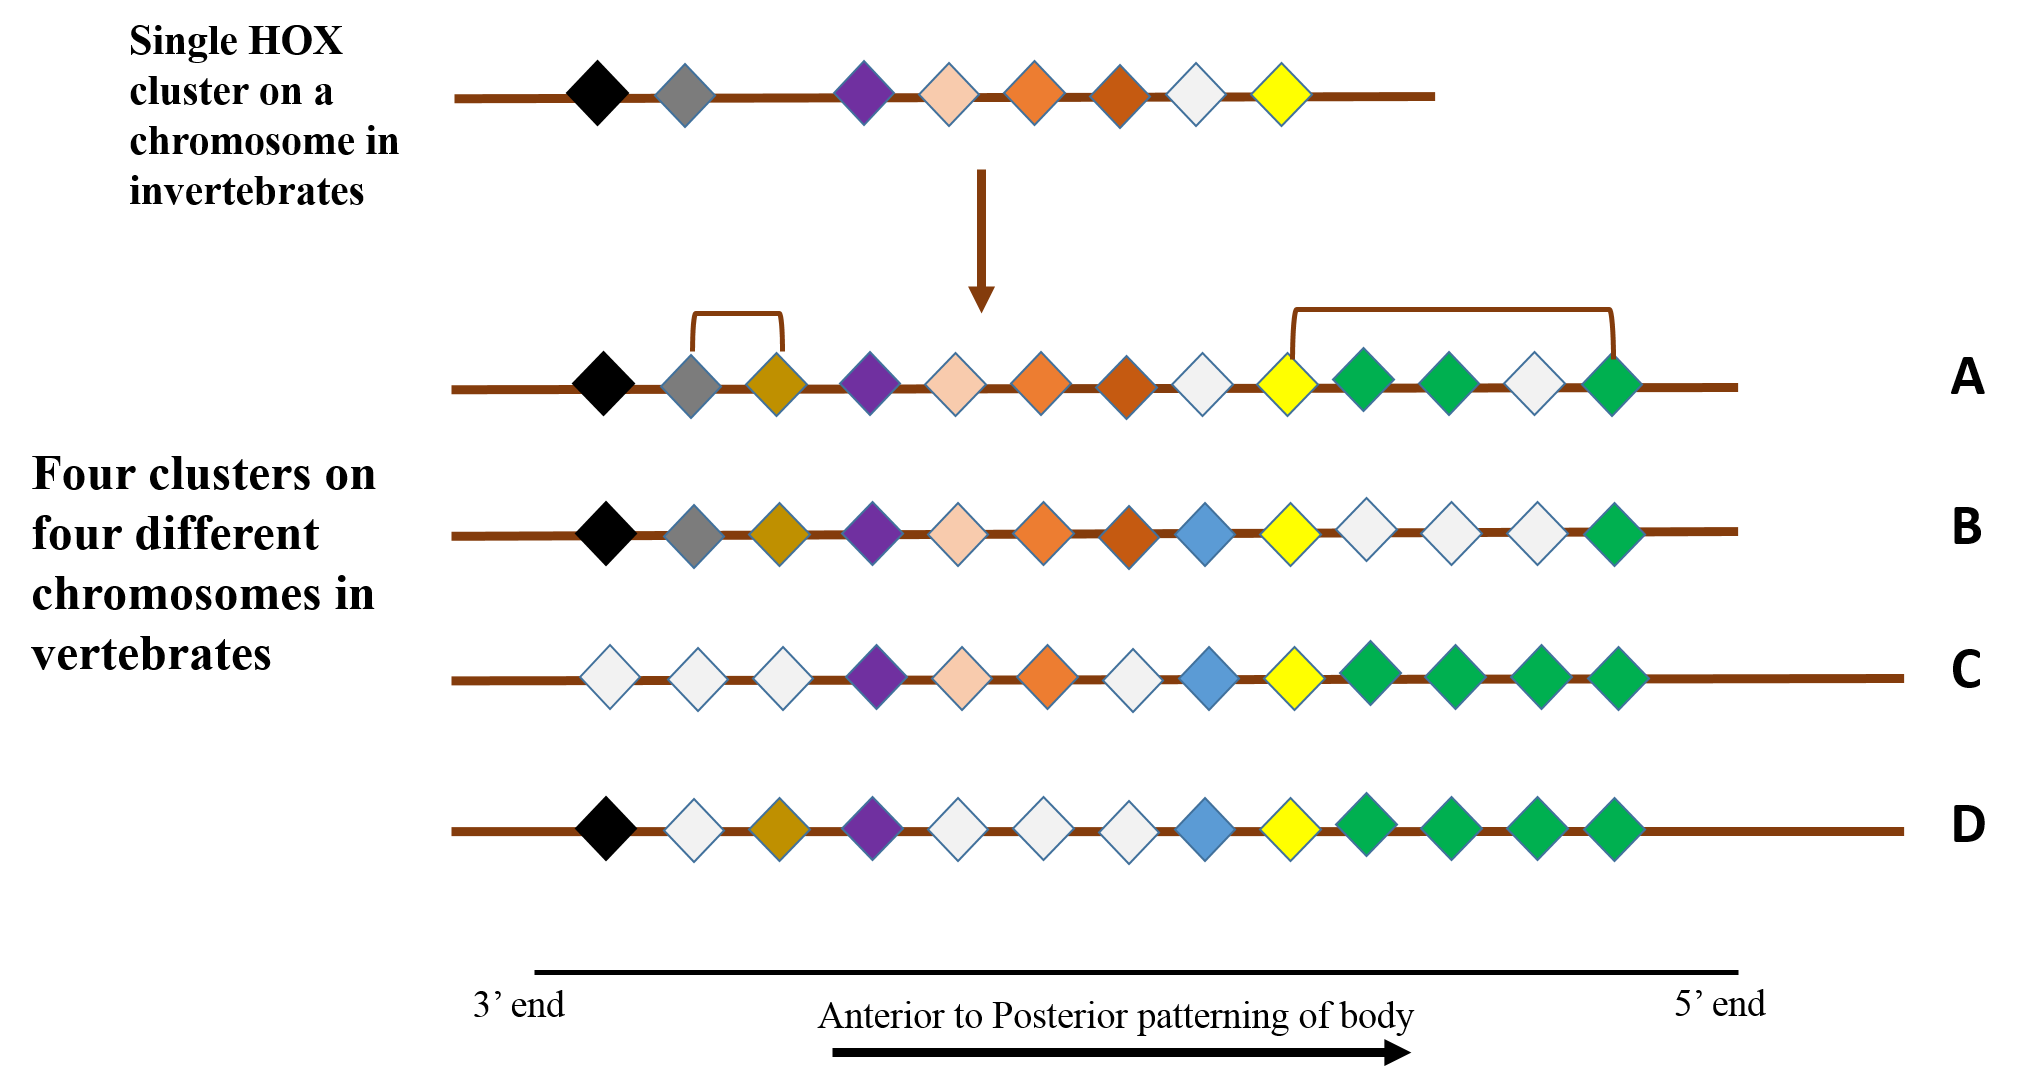 Single HOX
cluster on a
chromosome in
invertebrates
A
Four clusters on
four different
chromosomes in
vertebrates
B
C
D
3’ end
5’ end
Anterior to Posterior patterning of body